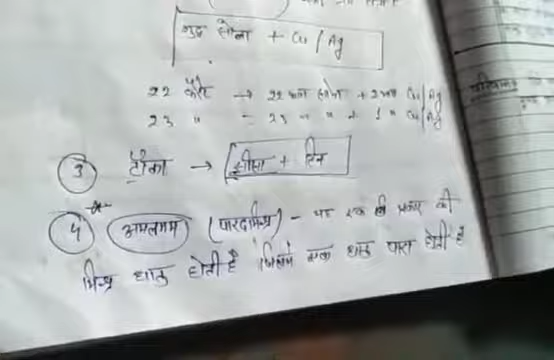 शुद्ध सोना + Cu/Ag
22 कैरेट → 22 भाग सोना + 2 भाग Cu/Ag
23 " - 23 " " + 1 " Cu/Ag
③ टाँका → सीसा + टिन
④ अमलगम (पारदमिश्र) - यह एक ही प्रकार की
मिश्र धातु होती है जिसमें एक धातु पारा होती है